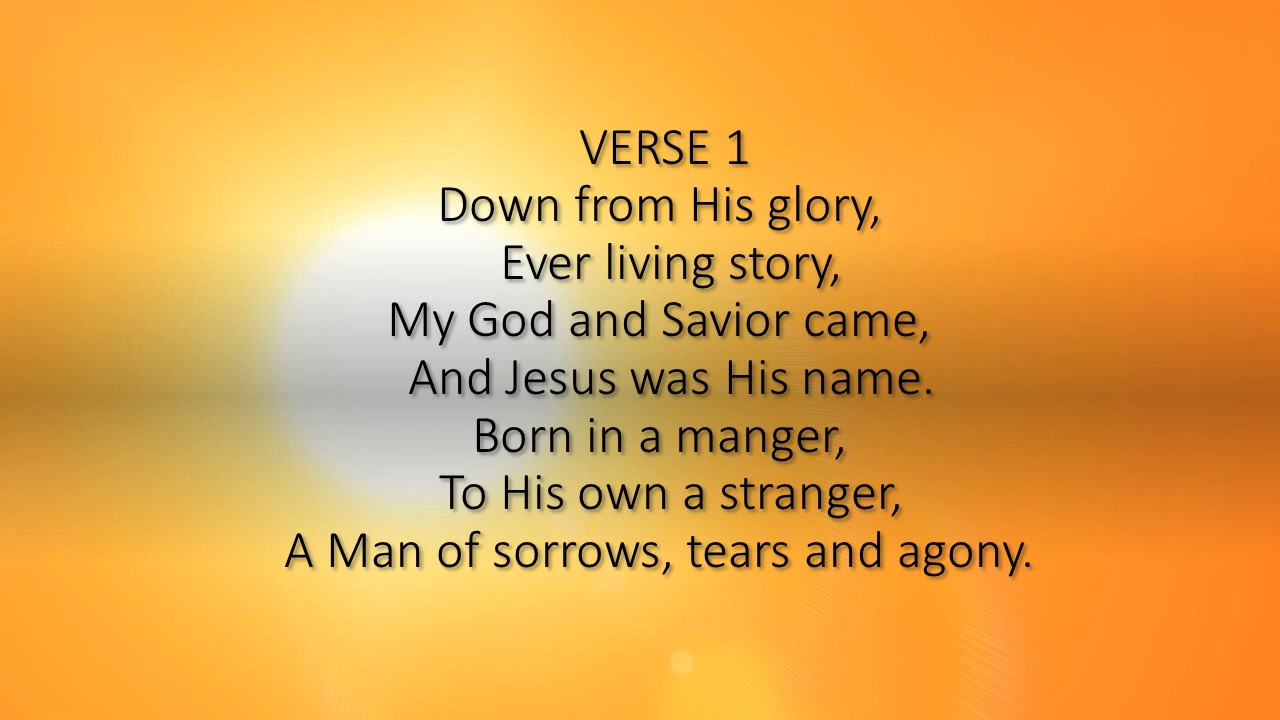 VERSE 1
Down from His glory,
Ever living story,
My God and Savior came,
And Jesus was His name.
Born in a manger,
To His own a stranger,
A Man of sorrows, tears and agony.